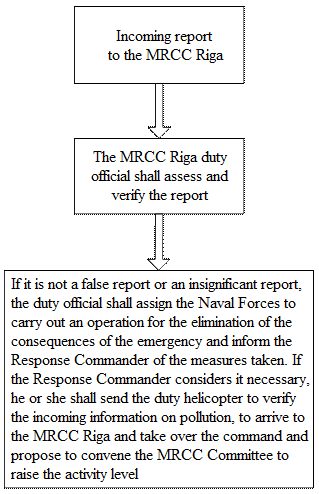 Incoming report
to the MRCC Riga
The MRCC Riga duty
official shall assess and
verify the report
If it is not a false report or an insignificant report,
the duty official shall assign the Naval Forces to
carry out an operation for the elimination of the
consequences of the emergency and inform the
Response Commander of the measures taken. If
the Response Commander considers it necessary,
he or she shall send the duty helicopter to verify
the incoming information on pollution, to arrive to
the MRCC Riga and take over the command and
propose to convene the MRCC Committee to
raise the activity level